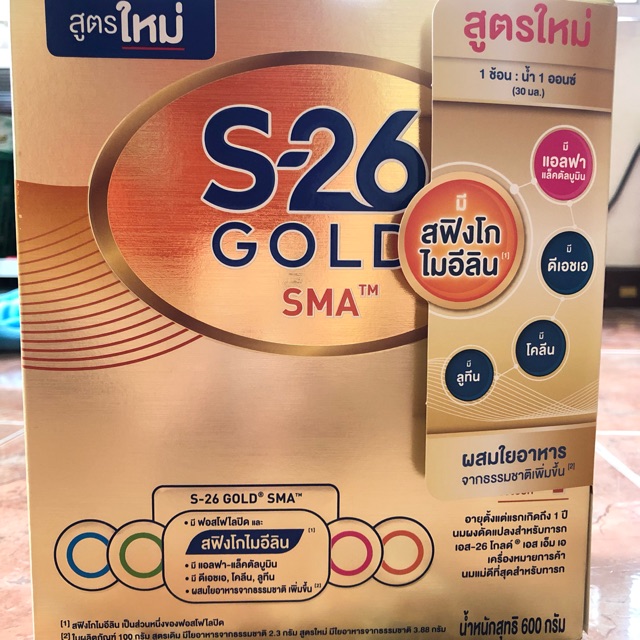 สูตรใหม่
S-26
GOLD
SMA™
สูตรใหม่
1 ช้อน : น้ำ 1 ออนซ์
(30 มล.)
มี
แอลฟา
แล็คตัลบูมิน
มี
สฟิงโก
ไมอีลิน [1]
มี
ดีเอชเอ
มี
โคลีน
มี
ลูทีน
ผสมใยอาหาร
จากธรรมชาติเพิ่มขึ้น [2]
S-26 GOLD® SMA™
• มี ฟอสโฟไลปิด และ
สฟิงโกไมอีลิน [1]
• มี แอลฟา-แล็คตัลบูมิน
• มี ดีเอชเอ, โคลีน, ลูทีน
• ผสมใยอาหารจากธรรมชาติ เพิ่มขึ้น [2]
อายุตั้งแต่แรกเกิดถึง 1 ปี
นมผงดัดแปลงสำหรับทารก
เอส-26 โกลด์® เอส เอ็ม เอ
เครื่องหมายการค้า
นมแม่ดีที่สุดสำหรับทารก
[1] สฟิงโกไมอีลิน เป็นส่วนหนึ่งของฟอสโฟไลปิด
[2] ในผลิตภัณฑ์ 100 กรัม สูตรเดิม มีใยอาหารจากธรรมชาติ 2.3 กรัม สูตรใหม่ มีใยอาหารจากธรรมชาติ 3.88 กรัม
น้ำหนักสุทธิ 600 กรัม